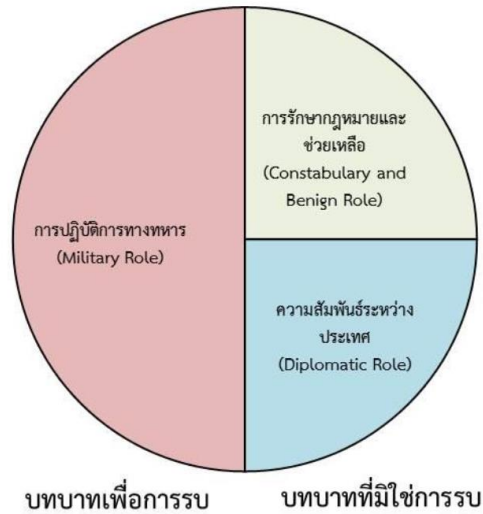 การรักษากฎหมายและ
ช่วยเหลือ
(Constabulary and
Benign Role)
การปฏิบัติการทางทหาร
(Military Role)
ความสัมพันธ์ระหว่าง
ประเทศ
(Diplomatic Role)
บทบาทเพื่อการรบ
บทบาทที่มิใช่การรบ